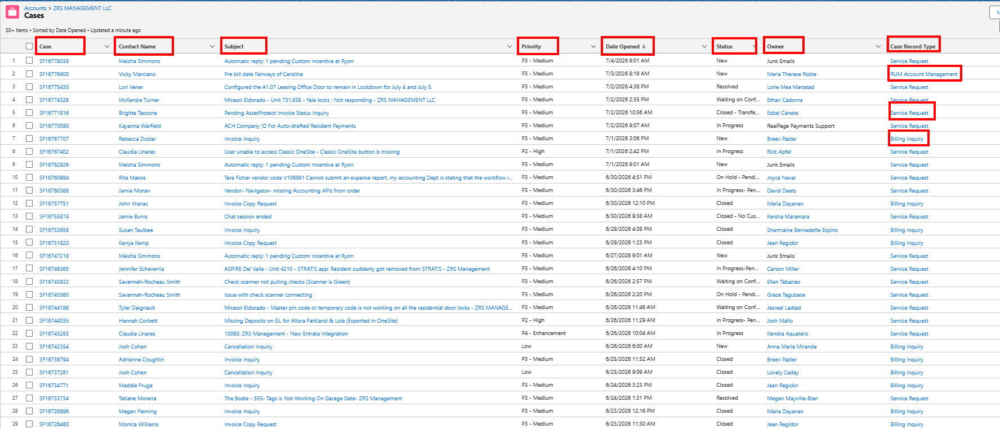 Accounts > ZRS MANAGEMENT LLC
Cases
50+ items • Sorted by Date Opened • Updated a minute ago
Case Contact Name Subject Priority Date Opened ↓ Status Owner Case Record Type
1 SF16778038 Meisha Simmons Automatic reply: 1 pending Custom Incentive at Ryon P3 - Medium 7/4/2026 9:01 AM New Junk Emails Service Request
2 SF16776900 Vicky Marciano Pre bill date Fairways of Carolina P3 - Medium 7/3/2026 8:18 AM New Maria Therese Roble RUM Account Management
3 SF16775430 Lori Vener Configured the A1.07 Leasing Office Door to remain in Lockdown for July 4 and July 5. P3 - Medium 7/2/2026 4:38 PM Resolved Lorie Mea Manatad Service Request
4 SF16774326 McKenzie Turner Mirasol Eldorado - Unit 731,938 - Yale locks : Not responding - ZRS MANAGEMENT LLC P3 - Medium 7/2/2026 2:35 PM Waiting on Conf... Ethan Cadorna Service Request
5 SF16771816 Brigitte Tascone Pending AssetProtect Invoice Status Inquiry P3 - Medium 7/2/2026 10:56 AM Closed - Transfe... Edzel Canete Service Request
6 SF16770590 Kayanna Warfield ACH Company ID For Auto-drafted Resident Payments P3 - Medium 7/2/2026 9:07 AM In Progress RealPage Payments Support Service Request
7 SF16767707 Rebecca Dozier Invoice Inquiry P3 - Medium 7/1/2026 3:06 PM New Breev Paster Billing Inquiry
8 SF16767402 Claudia Linares User unable to access Classic OneSite - Classic OneSite button is missing P2 - High 7/1/2026 2:42 PM In Progress Rick Apfel Service Request
9 SF16762926 Meisha Simmons Automatic reply: 1 pending Custom Incentive at Ryon P3 - Medium 7/1/2026 9:01 AM New Junk Emails Service Request
10 SF16760984 Rita Makos Tara Ficher vendor code V106991 Cannot submit an expense report. my accounting Dept is stating that the workflow i... P3 - Medium 6/30/2026 4:51 PM On Hold - Pendi... Joyce Naval Service Request
11 SF16760368 Jamie Moran Vendor- Navigator- missing Accounting APIs from order P3 - Medium 6/30/2026 3:46 PM In Progress- Pen... David Deets Service Request
12 SF16757751 John Vranac Invoice Copy Request P3 - Medium 6/30/2026 12:10 PM Closed Maria Dayanan Billing Inquiry
13 SF16755874 Jamie Burns Chat session ended P3 - Medium 6/30/2026 9:38 AM Closed - No Cus... Kersha Maramara Service Request
14 SF16753658 Susan Taulbee Invoice Inquiry P3 - Medium 6/29/2026 4:08 PM Closed Sharmaine Bernadette Espino Billing Inquiry
15 SF16751820 Kenya Kemp Invoice Copy Request P3 - Medium 6/29/2026 1:23 PM Closed Jean Regidor Billing Inquiry
16 SF16747218 Meisha Simmons Automatic reply: 1 pending Custom Incentive at Ryon P3 - Medium 6/27/2026 9:01 AM New Junk Emails Service Request
17 SF16746365 Jennifer Echeverria ASPIRE Del Valle - Unit 4210 - STRATIS app: Resident suddenly got removed from STRATIS - ZRS Management P3 - Medium 6/26/2026 4:10 PM In Progress-Pen... Carson Miller Service Request
18 SF16745832 Savannah-Rocheau Smith Check scanner not pulling checks (Scanner is Green) P3 - Medium 6/26/2026 2:57 PM Waiting on Conf... Ellen Tabanao Service Request
19 SF16745560 Savannah-Rocheau Smith Issue with check scanner connecting P3 - Medium 6/26/2026 2:20 PM On Hold - Pendi... Grace Tagubase Service Request
20 SF16744186 Tyler Daignault Mirasol Eldorado - Master pin code or temporary code is not working on all the residential door locks - ZRS MANAGE... P3 - Medium 6/26/2026 11:46 AM Waiting on Conf... Jezreel Ladlad Service Request
21 SF16744035 Hannah Corbett Missing Deposits on GL for Allora Parkland & Lola (Exported in OneSite) P2 - High 6/26/2026 11:29 AM In Progress- Pen... Josh Mallo Service Request
22 SF16743293 Claudia Linares 10063: ZRS Management - New Entrata Integration P4 - Enhancement 6/26/2026 10:04 AM In Progress Kendra Aquatero Service Request
23 SF16742354 Josh Cohen Cancellation Inquiry Low 6/26/2026 6:00 AM New Anna Marie Miranda Billing Inquiry
24 SF16738794 Adrienne Coughlin Invoice Inquiry P3 - Medium 6/25/2026 11:52 AM Closed Breev Paster Billing Inquiry
25 SF16737281 Josh Cohen Cancellation Inquiry Low 6/25/2026 9:09 AM Closed Lovely Caday Billing Inquiry
26 SF16734771 Maddie Fruge Invoice Inquiry P3 - Medium 6/24/2026 3:23 PM Closed Jean Regidor Billing Inquiry
27 SF16733734 Tatiane Moreira The Bodie - 555- Tags Is Not Working On Garage Gate- ZRS Management P3 - Medium 6/24/2026 1:31 PM Resolved Megan Mayville-Blan Service Request
28 SF16726896 Megan Fleming Invoice Inquiry P3 - Medium 6/23/2026 12:16 PM Closed Maria Dayanan Billing Inquiry
29 SF16726480 Monica Williams Invoice Copy Request P3 - Medium 6/23/2026 11:30 AM Closed Jean Regidor Billing Inquiry